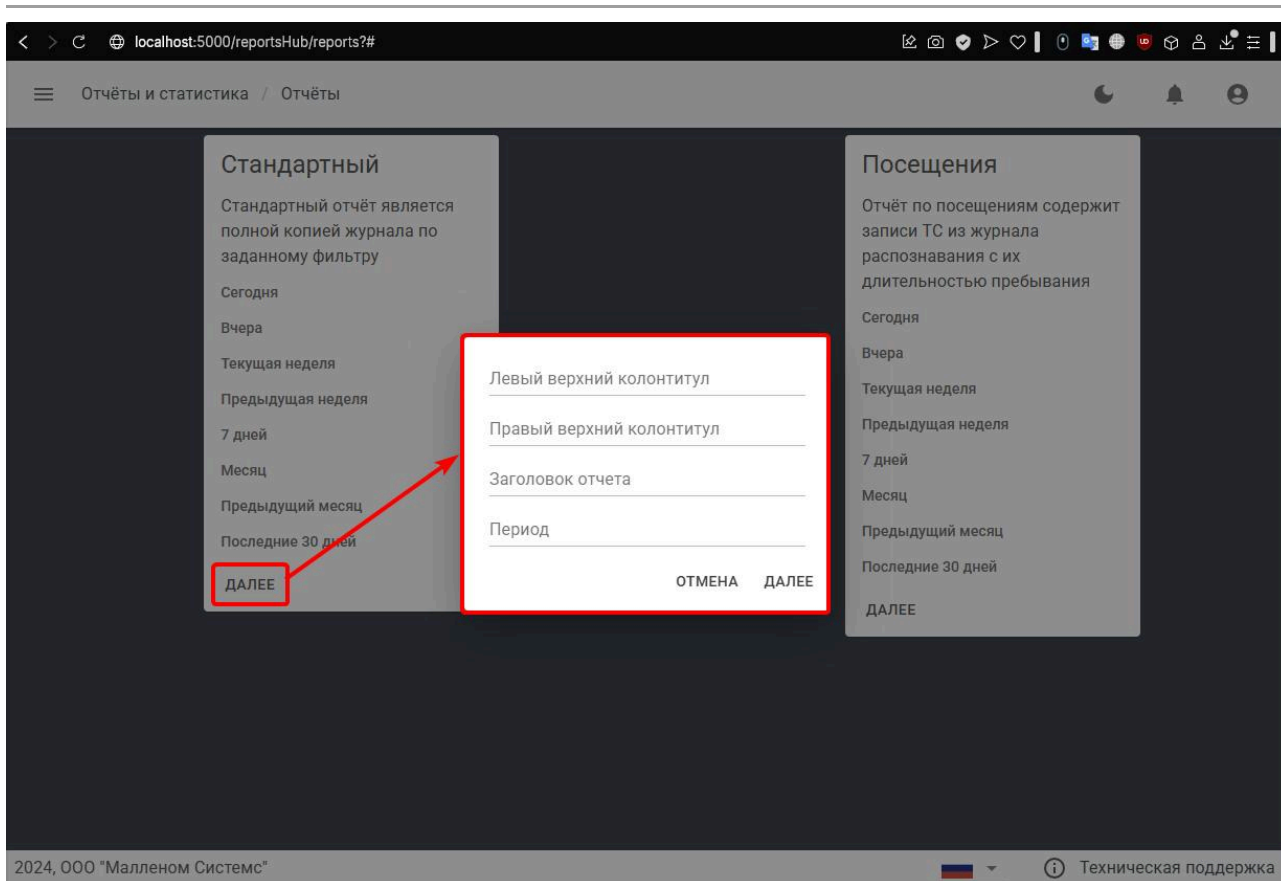 localhost:5000/reportsHub/reports?#
Отчёты и статистика / Отчёты
Стандартный
Стандартный отчёт является
полной копией журнала по
заданному фильтру
Сегодня
Вчера
Текущая неделя
Предыдущая неделя
7 дней
Месяц
Предыдущий месяц
Последние 30 дней
ДАЛЕЕ
Левый верхний колонтитул
Правый верхний колонтитул
Заголовок отчета
Период
ОТМЕНА ДАЛЕЕ
Посещения
Отчёт по посещениям содержит
записи ТС из журнала
распознавания с их
длительностью пребывания
Сегодня
Вчера
Текущая неделя
Предыдущая неделя
7 дней
Месяц
Предыдущий месяц
Последние 30 дней
ДАЛЕЕ
2024, ООО "Малленом Системс"
Техническая поддержка